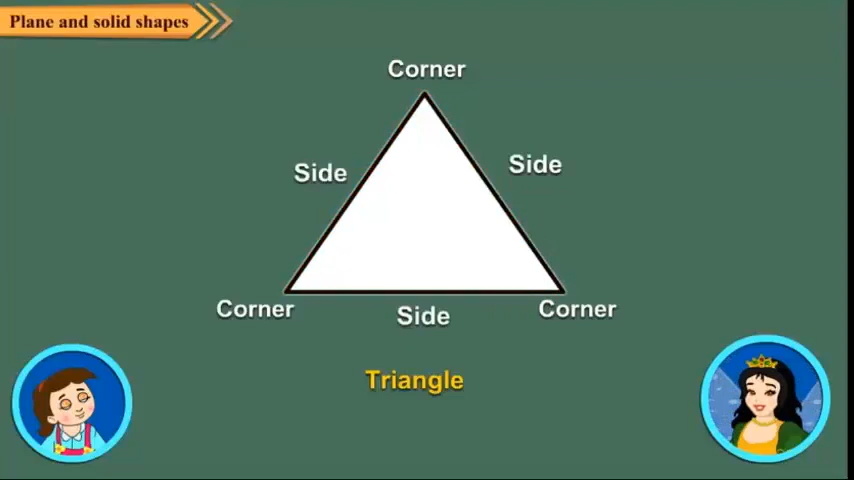 Plane and solid shapes
Corner
Side
Side
Corner
Side
Corner
Triangle